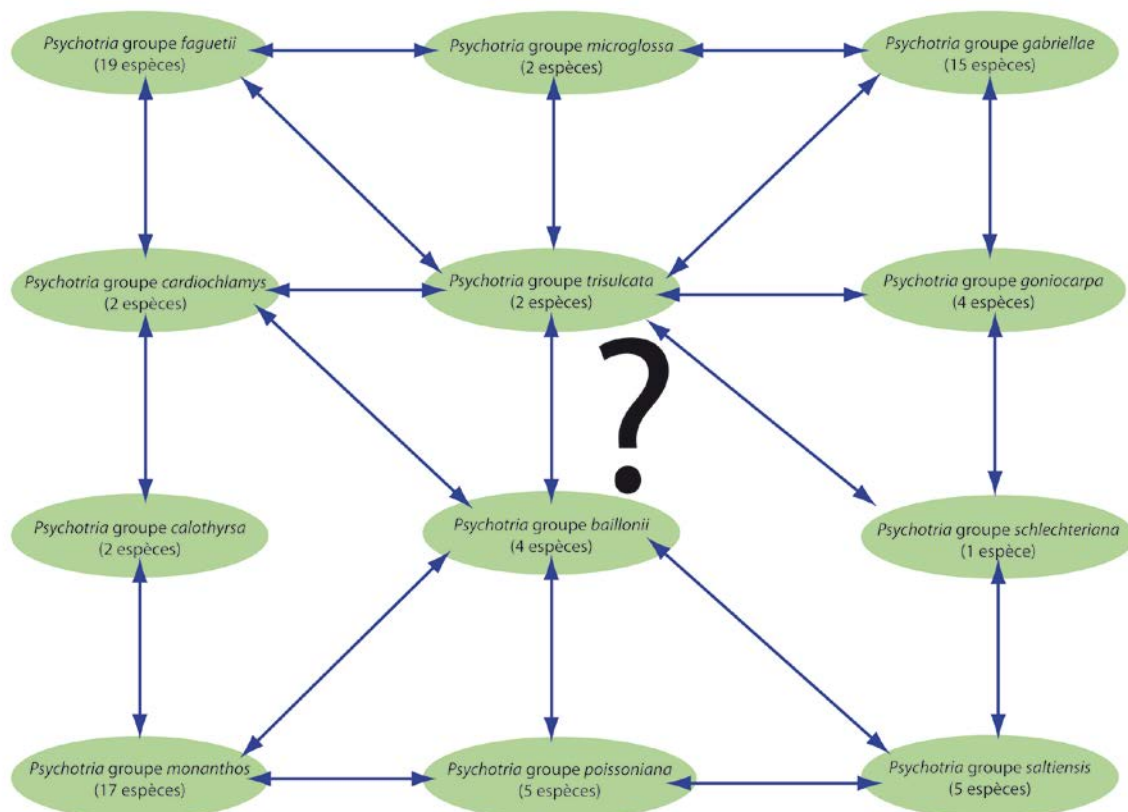 Psychotria groupe faguetii
(19 espèces)
Psychotria groupe microglossa
(2 espèces)
Psychotria groupe gabriellae
(15 espèces)
Psychotria groupe cardiochlamys
(2 espèces)
Psychotria groupe trisulcata
(2 espèces)
Psychotria groupe goniocarpa
(4 espèces)
?
Psychotria groupe calothyrsa
(2 espèces)
Psychotria groupe baillonii
(4 espèces)
Psychotria groupe schlechteriana
(1 espèce)
Psychotria groupe monanthos
(17 espèces)
Psychotria groupe poissoniana
(5 espèces)
Psychotria groupe saltiensis
(5 espèces)